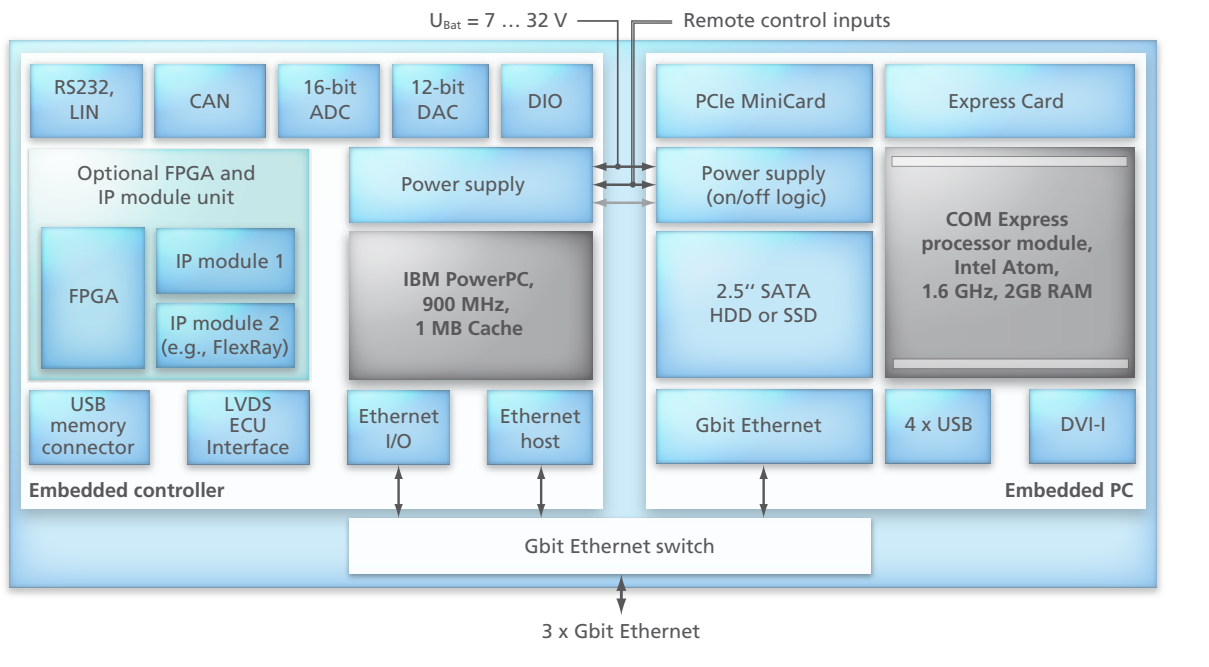 U_Bat = 7 … 32 V
Remote control inputs
RS232,
LIN
CAN
16-bit
ADC
12-bit
DAC
DIO
Optional FPGA and
IP module unit
FPGA
IP module 1
IP module 2
(e.g., FlexRay)
Power supply
IBM PowerPC,
900 MHz,
1 MB Cache
USB
memory
connector
LVDS
ECU
Interface
Ethernet
I/O
Ethernet
host
Embedded controller
PCIe MiniCard
Express Card
Power supply
(on/off logic)
COM Express
processor module,
Intel Atom,
1.6 GHz, 2GB RAM
2.5“ SATA
HDD or SSD
Gbit Ethernet
4 x USB
DVI-I
Embedded PC
Gbit Ethernet switch
3 x Gbit Ethernet